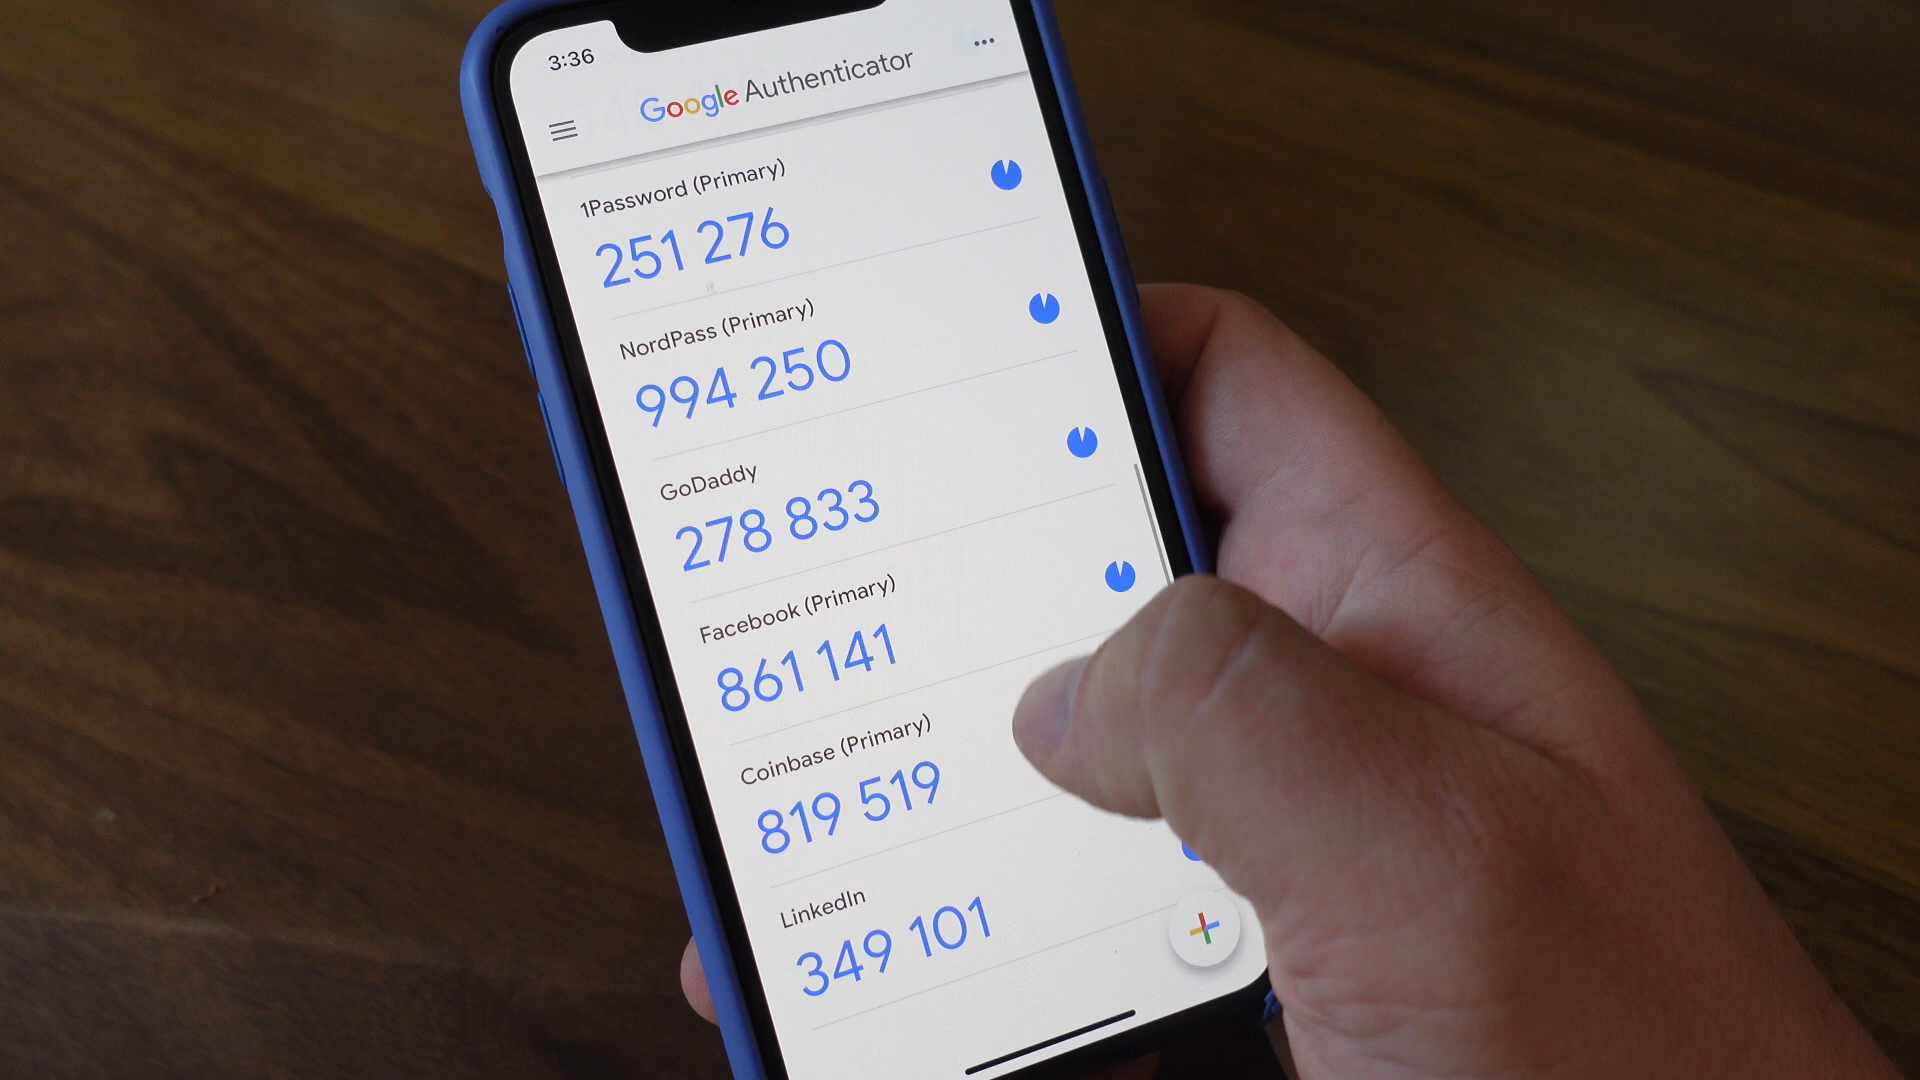 3:36
Google Authenticator
1Password (Primary)
251 276
NordPass (Primary)
994 250
GoDaddy
278 833
Facebook (Primary)
861 141
Coinbase (Primary)
819 519
LinkedIn
349 101